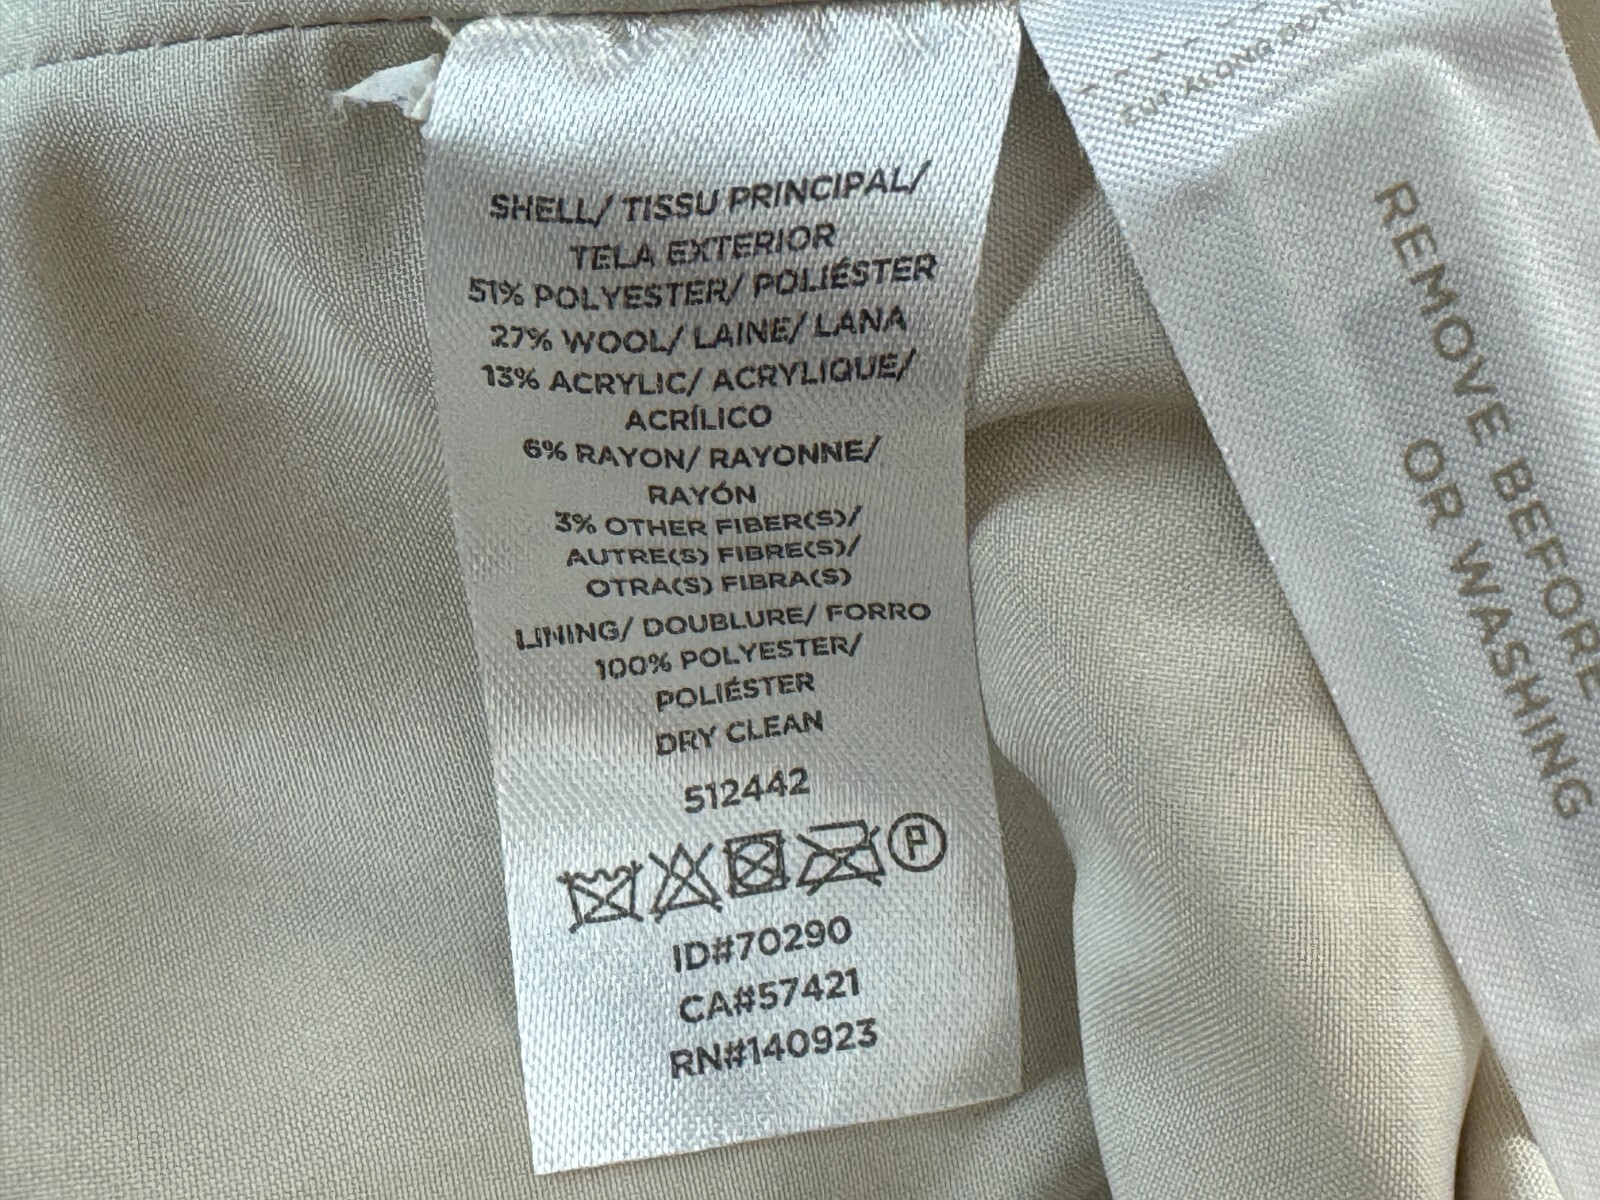 SHELL/ TISSU PRINCIPAL/
TELA EXTERIOR
51% POLYESTER/ POLIÉSTER
27% WOOL/ LAINE/ LANA
13% ACRYLIC/ ACRYLIQUE/
ACRÍLICO
6% RAYON/ RAYONNE/
RAYÓN
3% OTHER FIBER(S)/
AUTRE(S) FIBRE(S)/
OTRA(S) FIBRA(S)
LINING/ DOUBLURE/ FORRO
100% POLYESTER/
POLIÉSTER
DRY CLEAN
512442
P
ID#70290
CA#57421
RN#140923
CUT ALONG
REMOVE BEFORE
OR WASHING